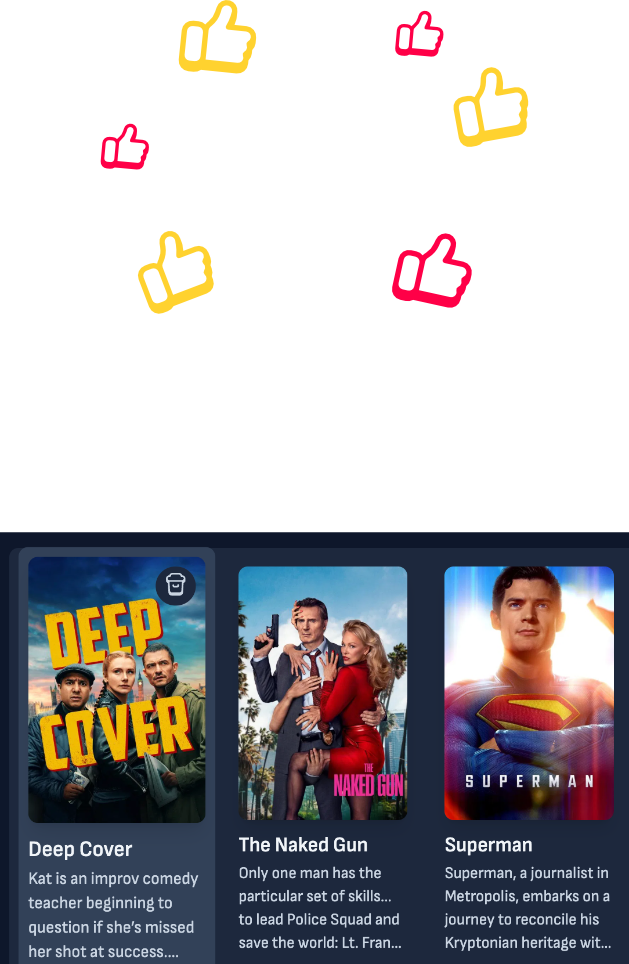 DEEP
COVER
THE
NAKED GUN
SUPERMAN
Deep Cover
Kat is an improv comedy
teacher beginning to
question if she’s missed
her shot at success....
The Naked Gun
Only one man has the
particular set of skills...
to lead Police Squad and
save the world: Lt. Fran...
Superman
Superman, a journalist in
Metropolis, embarks on a
journey to reconcile his
Kryptonian heritage wit...